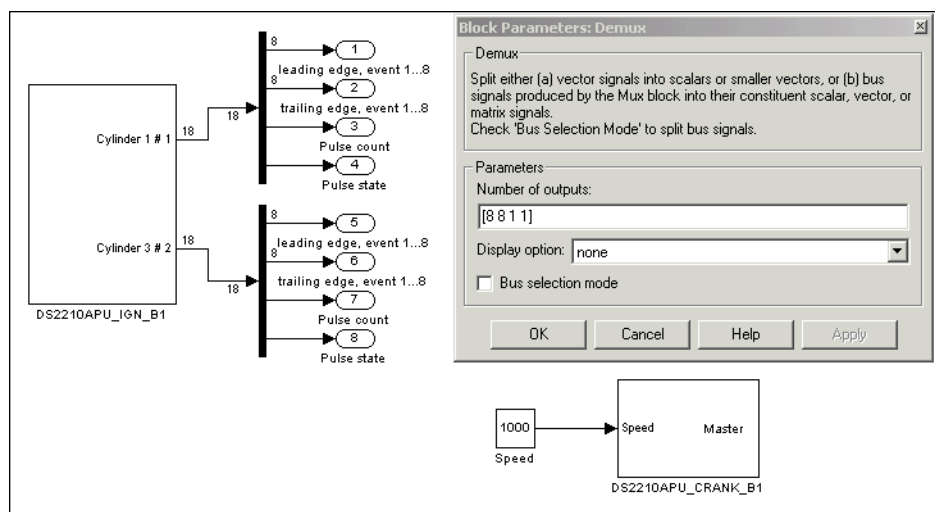 8
1
leading edge, event 1...8
8
2
trailing edge, event 1...8
3
Pulse count
4
Pulse state
Cylinder 1 # 1
18
18
Cylinder 3 # 2
18
18
DS2210APU_IGN_B1
8
5
leading edge, event 1...8
8
6
trailing edge, event 1...8
7
Pulse count
8
Pulse state
Block Parameters: Demux
Demux
Split either (a) vector signals into scalars or smaller vectors, or (b) bus
signals produced by the Mux block into their constituent scalar, vector, or
matrix signals.
Check 'Bus Selection Mode' to split bus signals.
Parameters
Number of outputs:
[8 8 1 1]
Display option: none
Bus selection mode
OK Cancel Help Apply
1000
Speed
Speed Master
DS2210APU_CRANK_B1